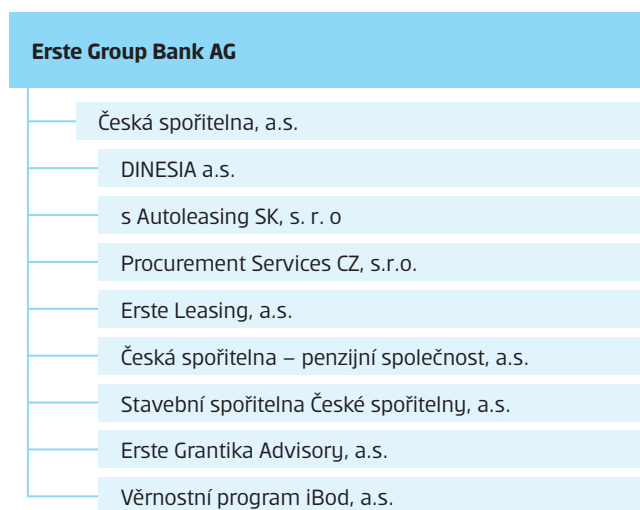 Erste Group Bank AG
Česká spořitelna, a.s.
DINESIA a.s.
s Autoleasing SK, s. r. o
Procurement Services CZ, s.r.o.
Erste Leasing, a.s.
Česká spořitelna – penzijní společnost, a.s.
Stavební spořitelna České spořitelny, a.s.
Erste Grantika Advisory, a.s.
Věrnostní program iBod, a.s.